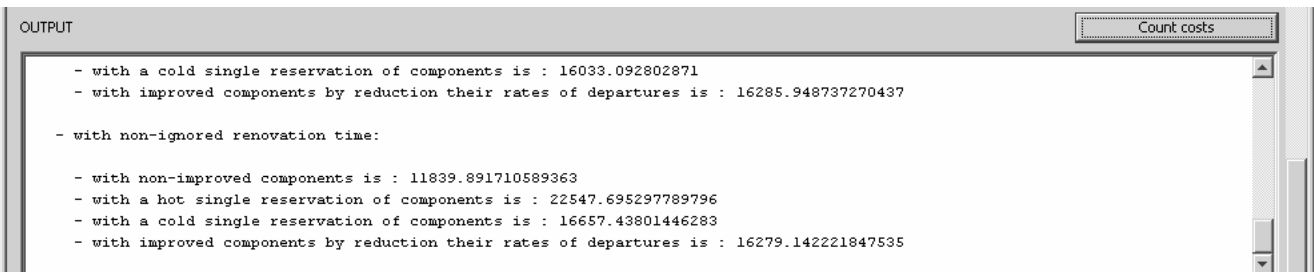 OUTPUT
Count costs
- with a cold single reservation of components is : 16033.092802871
- with improved components by reduction their rates of departures is : 16285.948737270437
- with non-ignored renovation time:
- with non-improved components is : 11839.891710589363
- with a hot single reservation of components is : 22547.695297789796
- with a cold single reservation of components is : 16657.43801446283
- with improved components by reduction their rates of departures is : 16279.142221847535